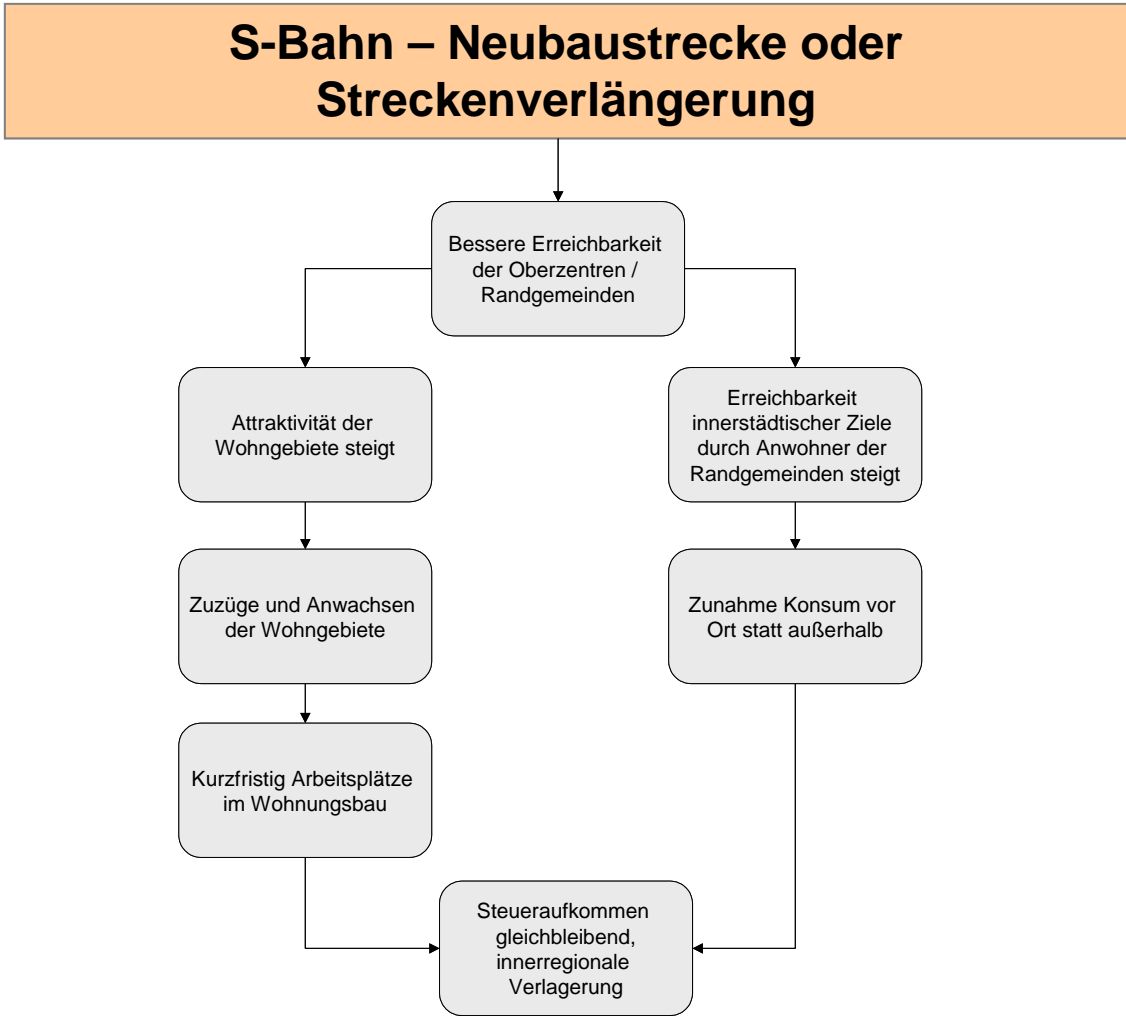 S-Bahn – Neubaustrecke oder
Streckenverlängerung
Bessere Erreichbarkeit
der Oberzentren /
Randgemeinden
Attraktivität der
Wohngebiete steigt
Erreichbarkeit
innerstädtischer Ziele
durch Anwohner der
Randgemeinden steigt
Zuzüge und Anwachsen
der Wohngebiete
Zunahme Konsum vor
Ort statt außerhalb
Kurzfristig Arbeitsplätze
im Wohnungsbau
Steueraufkommen
gleichbleibend,
innerregionale
Verlagerung